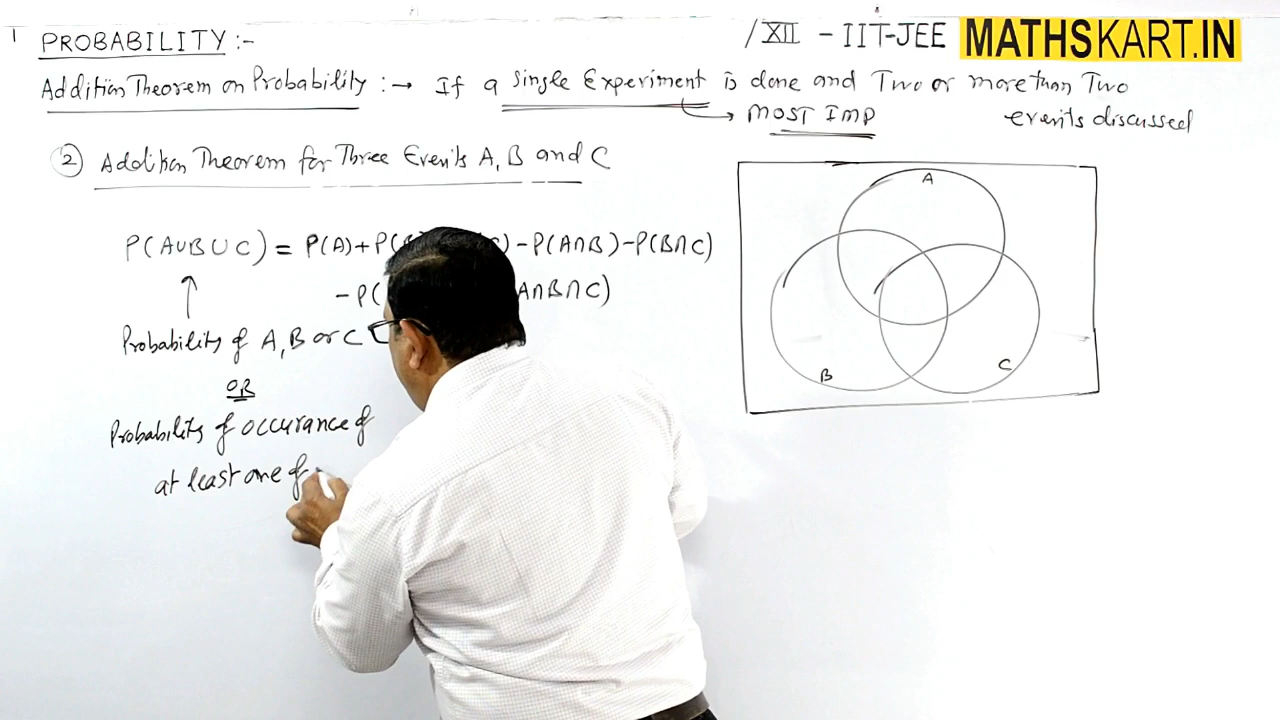 1
PROBABILITY :-
/XII - IIT-JEE MATHSKART.IN
Addition Theorem on Probability :→ If a Single Experiment is done and Two or more than Two
events discussed
→ MOST IMP
② Addition Theorem for Three Events A, B and C
P(A∪B∪C) = P(A)+P( ) - P(A∩B) - P(B∩C)
-P( A∩B∩C)
Probability of A, B or C
OR
Probability of occurance of
at least one of
A
B
C